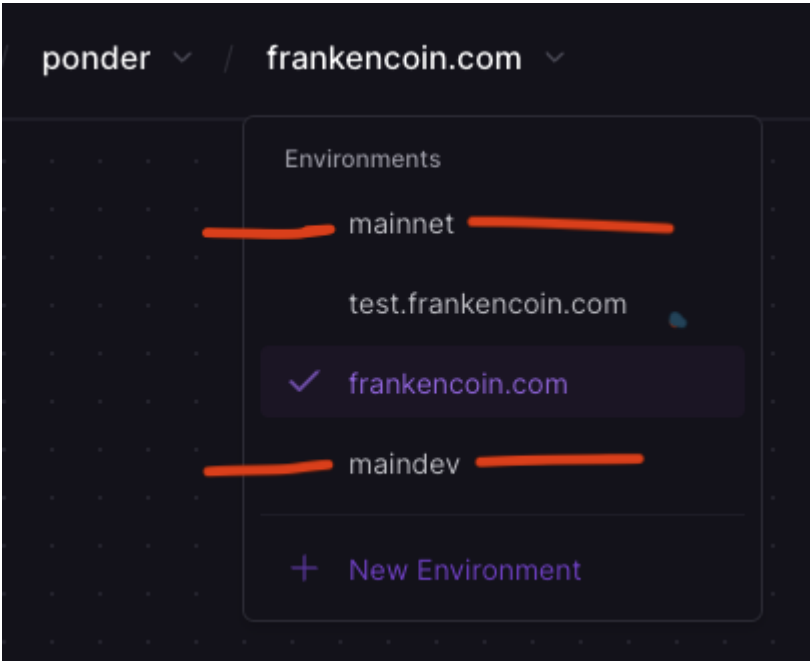 / ponder / frankencoin.com
Environments
mainnet
test.frankencoin.com
frankencoin.com
maindev
+ New Environment